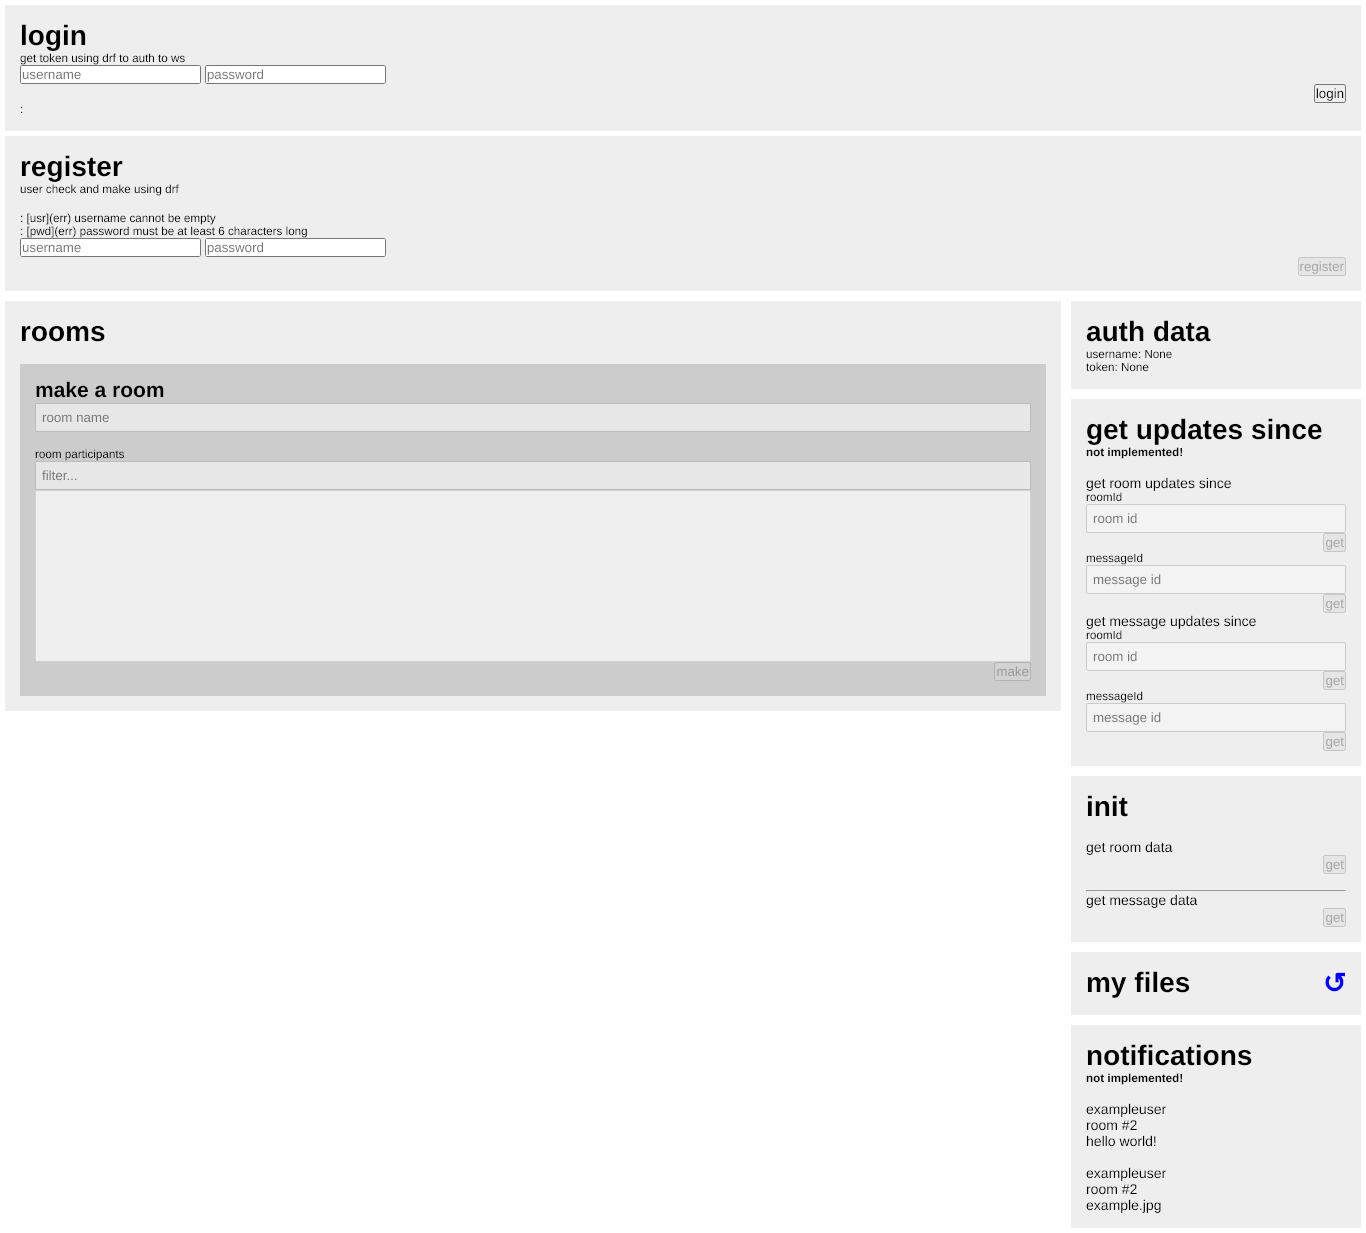 login
get token using drf to auth to ws
username password
login
:
register
user check and make using drf
: [usr](err) username cannot be empty
: [pwd](err) password must be at least 6 characters long
username password
register
rooms
make a room
room name
room participants
filter...
make
auth data
username: None
token: None
get updates since
not implemented!
get room updates since
roomId
room id
get
messageId
message id
get
get message updates since
roomId
room id
get
messageId
message id
get
init
get room data
get
get message data
get
my files ↺
notifications
not implemented!
exampleuser
room #2
hello world!
exampleuser
room #2
example.jpg